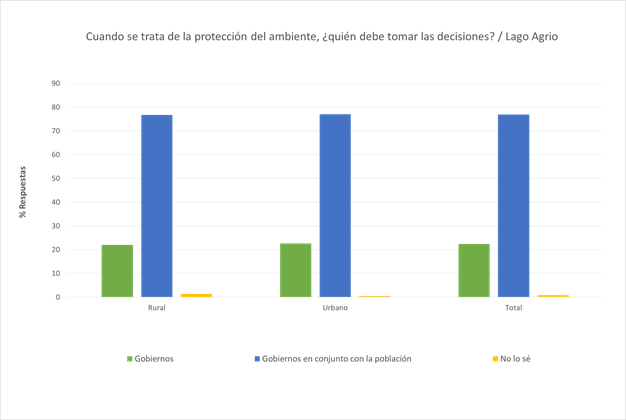 Cuando se trata de la protección del ambiente, ¿quién debe tomar las decisiones? / Lago Agrio
90
80
70
60
50
40
30
20
10
0
% Respuestas
Rural
Urbano
Total
Gobiernos
Gobiernos en conjunto con la población
No lo sé